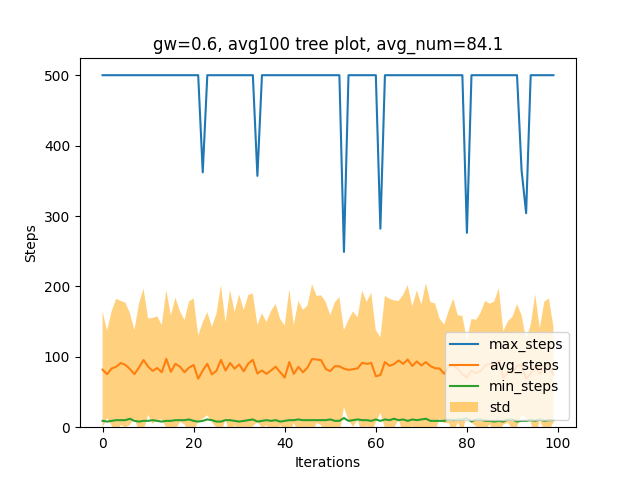 gw=0.6, avg100 tree plot, avg_num=84.1
500
400
300
200
100
0
Steps
0 20 40 60 80 100
Iterations
max_steps
avg_steps
min_steps
std